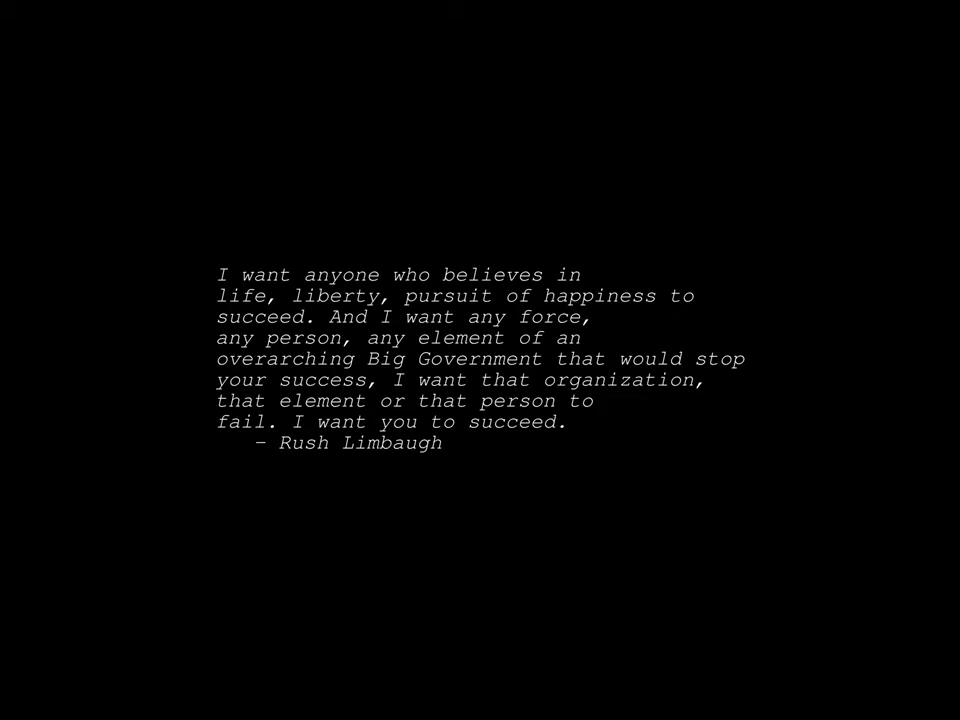 I want anyone who believes in
life, liberty, pursuit of happiness to
succeed. And I want any force,
any person, any element of an
overarching Big Government that would stop
your success, I want that organization,
that element or that person to
fail. I want you to succeed.
- Rush Limbaugh